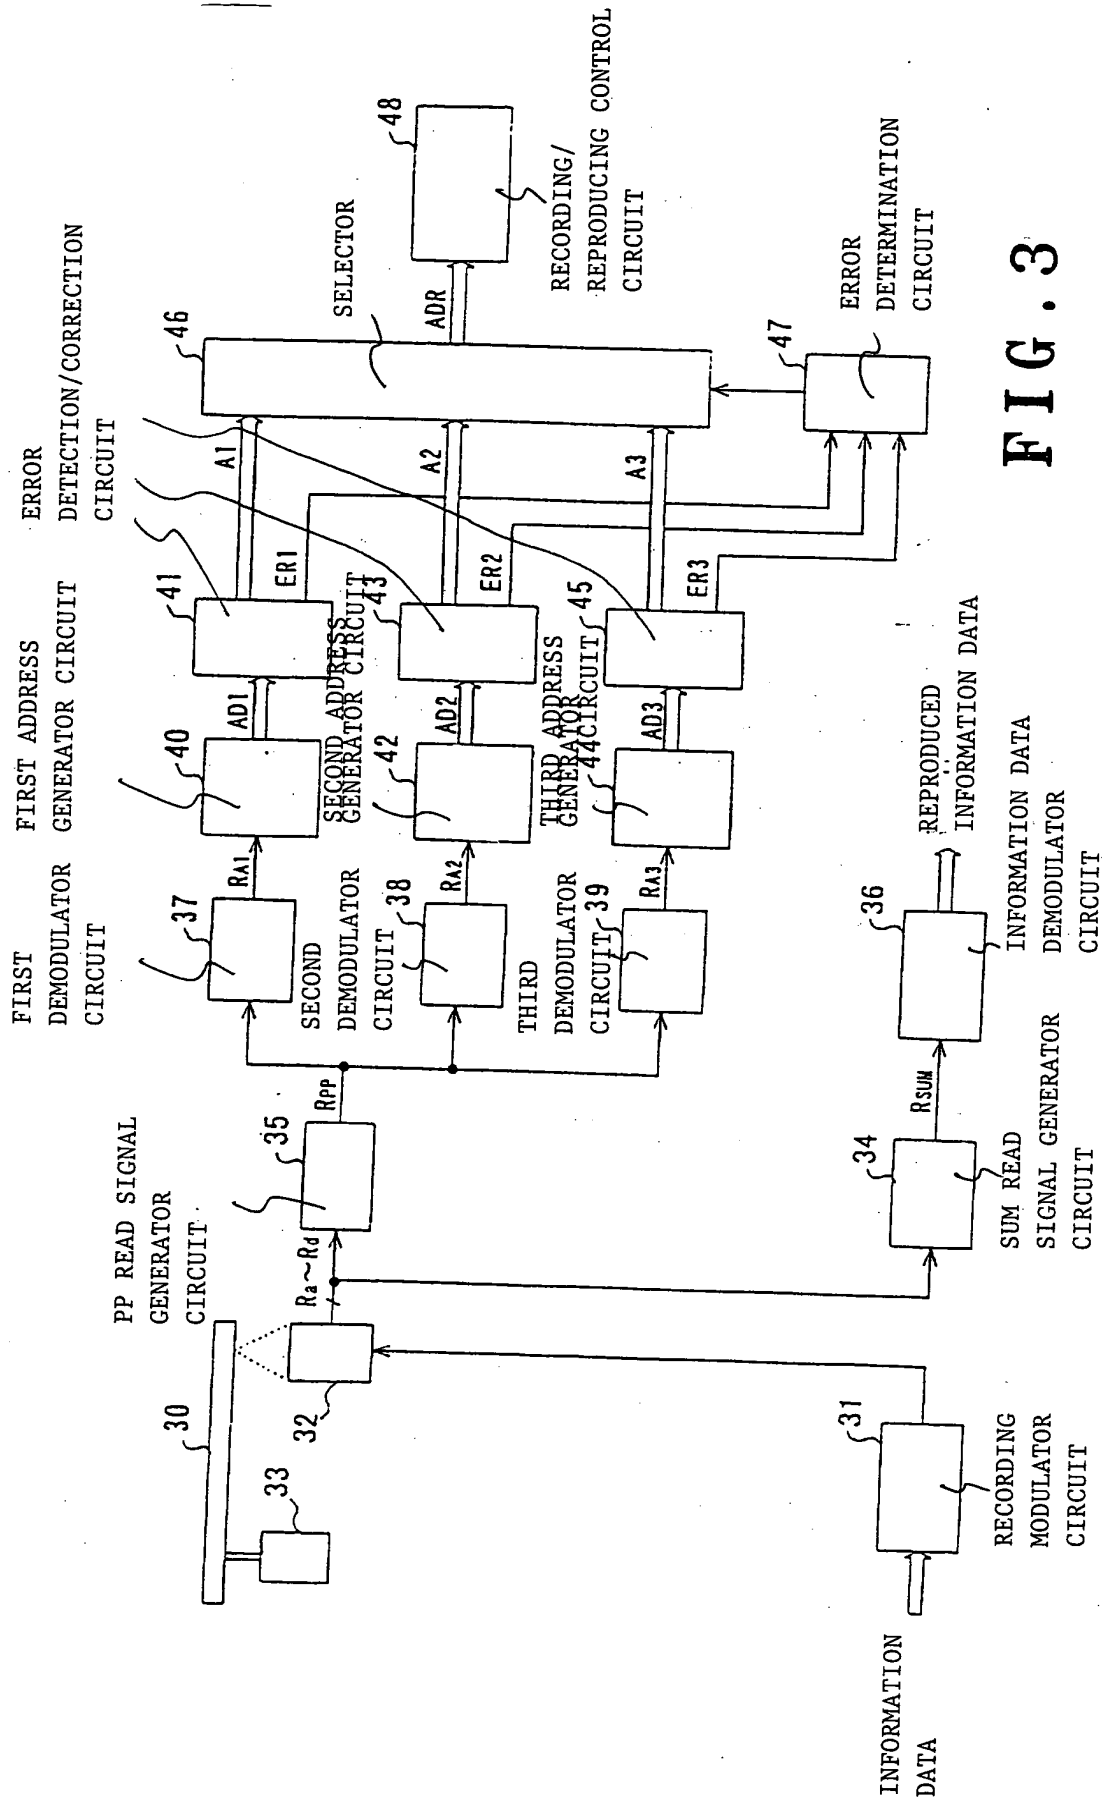 FIRST
DEMODULATOR
CIRCUIT
FIRST ADDRESS
GENERATOR CIRCUIT
ERROR
DETECTION/CORRECTION
CIRCUIT
PP READ SIGNAL
GENERATOR
CIRCUIT
30
33
32
Ra~Rd
35
RPP
37
RA1
40
AD1
41
A1
ER1
46
SELECTOR
SECOND
DEMODULATOR
CIRCUIT
38
RA2
SECOND ADDRESS
GENERATOR CIRCUIT
42
AD2
43
A2
ER2
ADR
48
RECORDING/
REPRODUCING CONTROL
CIRCUIT
THIRD
DEMODULATOR
CIRCUIT
39
RA3
THIRD ADDRESS
GENERATOR
CIRCUIT
44
AD3
45
A3
ER3
47
ERROR
DETERMINATION
CIRCUIT
INFORMATION
DATA
31
RECORDING
MODULATOR
CIRCUIT
34
SUM READ
SIGNAL GENERATOR
CIRCUIT
RSUM
36
INFORMATION DATA
DEMODULATOR
CIRCUIT
REPRODUCED
INFORMATION DATA
FIG.3